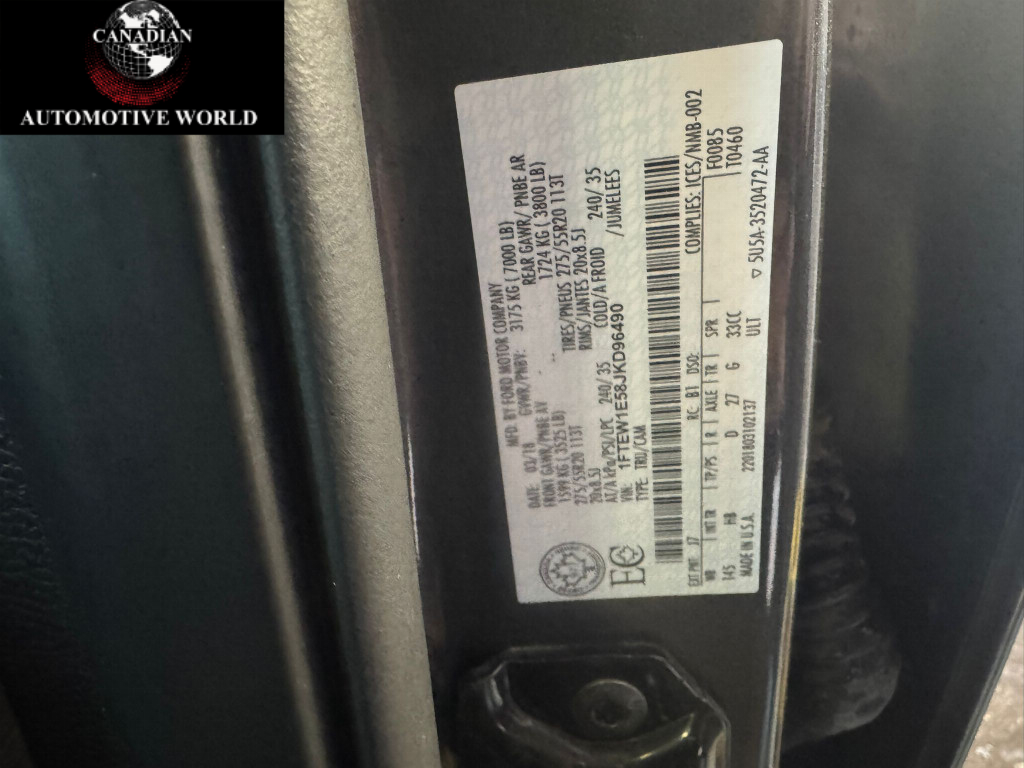 CANADIAN
AUTOMOTIVE WORLD
MFD. BY FORD MOTOR COMPANY
DATE: 03/18 GVWR/PNBV: 3175 KG ( 7000 LB)
FRONT GAWR/PNBE AV REAR GAWR/ PNBE AR
1599 KG ( 3525 LB) 1724 KG ( 3800 LB)
275/55R20 113T TIRES/PNEUS 275/55R20 113T
20x8.5J RIMS/JANTES 20x8.5J
AT/A kPa/PSI/LPC 240/ 35 COLD/A FROID 240/ 35
VIN: 1FTEW1E58JKD96490 /JUMELEES
TYPE: TRU/CAM
EC
COMPLIES: ICES/NMB-002
EXT PNT: J7 RC: B1 DSO: F0085
WB INT TR TP/PS R AXLE TR SPR T0460
145 HB D 27 G 33CC
MADE IN U.S.A. 2201803102137 ULT ▽ 5U5A-3520472-AA